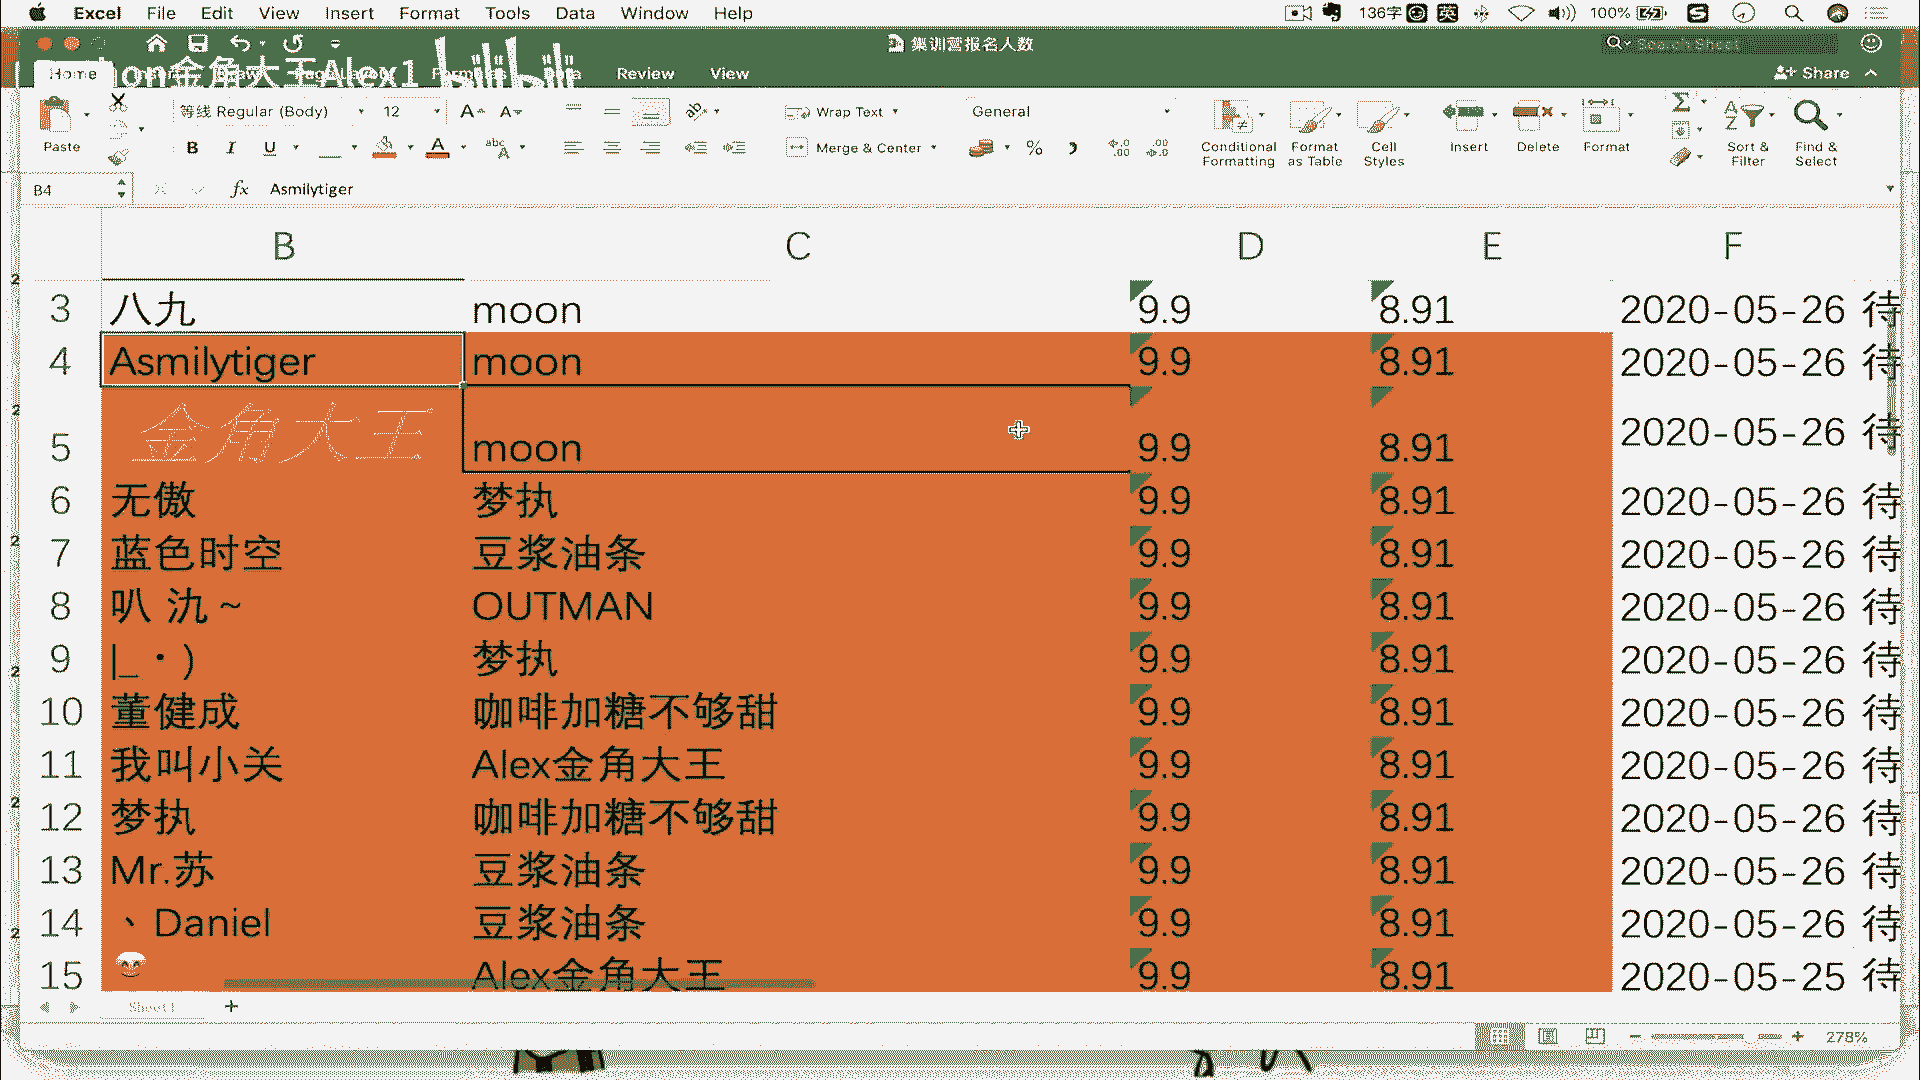 Excel File Edit View Insert Format Tools Data Window Help 136字 英 100%
集训营报名人数 Search Sheet
hon金角大王Alex1 bilibili
Home Review View Share
等线 Regular (Body) 12 Wrap Text General
Paste B I U Merge & Center % Conditional Formatting Format as Table Cell Styles Insert Delete Format Sort & Filter Find & Select
B4 fx Asmilytiger
B C D E F
3 八九 moon 9.9 8.91 2020-05-26 待
4 Asmilytiger moon 9.9 8.91 2020-05-26 待
5 金角大王 moon 9.9 8.91 2020-05-26 待
6 无傲 梦执 9.9 8.91 2020-05-26 待
7 蓝色时空 豆浆油条 9.9 8.91 2020-05-26 待
8 叭 氿 ~ OUTMAN 9.9 8.91 2020-05-26 待
9 |_・) 梦执 9.9 8.91 2020-05-26 待
10 董健成 咖啡加糖不够甜 9.9 8.91 2020-05-26 待
11 我叫小关 Alex金角大王 9.9 8.91 2020-05-26 待
12 梦执 咖啡加糖不够甜 9.9 8.91 2020-05-26 待
13 Mr.苏 豆浆油条 9.9 8.91 2020-05-26 待
14 、Daniel 豆浆油条 9.9 8.91 2020-05-26 待
15 Alex金角大王 9.9 8.91 2020-05-25 待
Sheet1 +
278%